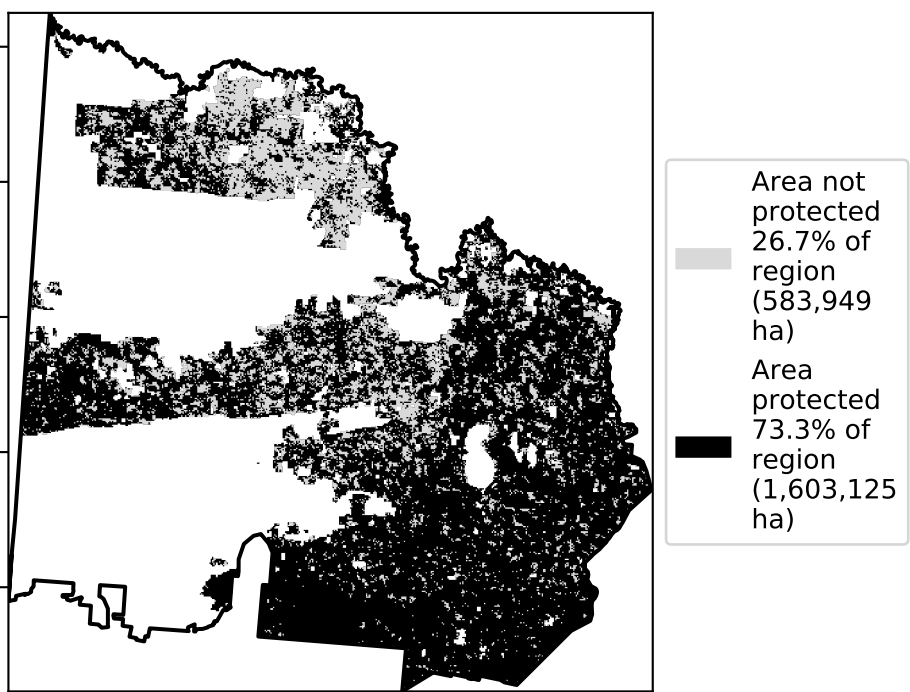 Area not
protected
26.7% of
region
(583,949
ha)
Area
protected
73.3% of
region
(1,603,125
ha)